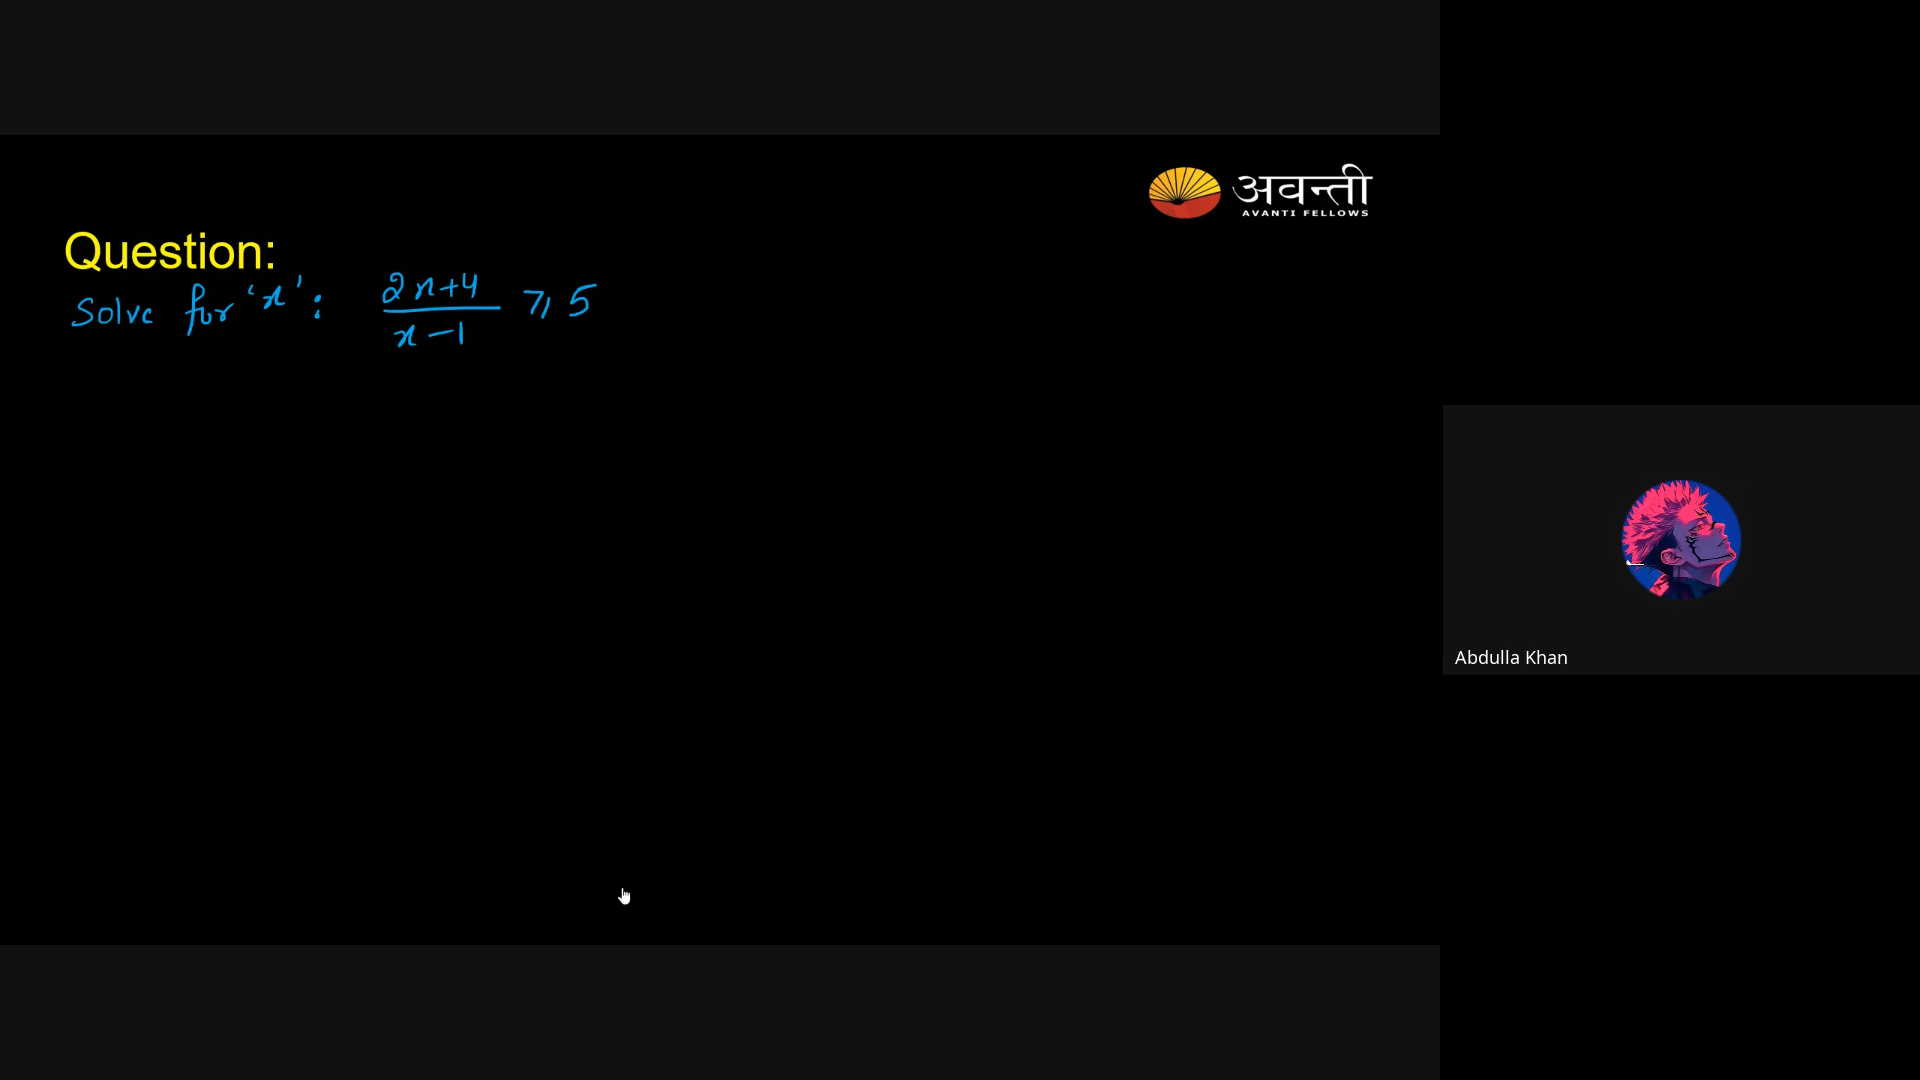 अवन्ती
AVANTI FELLOWS
Question:
Solve for 'x': (2x+4)/(x-1) ≥ 5
Abdulla Khan